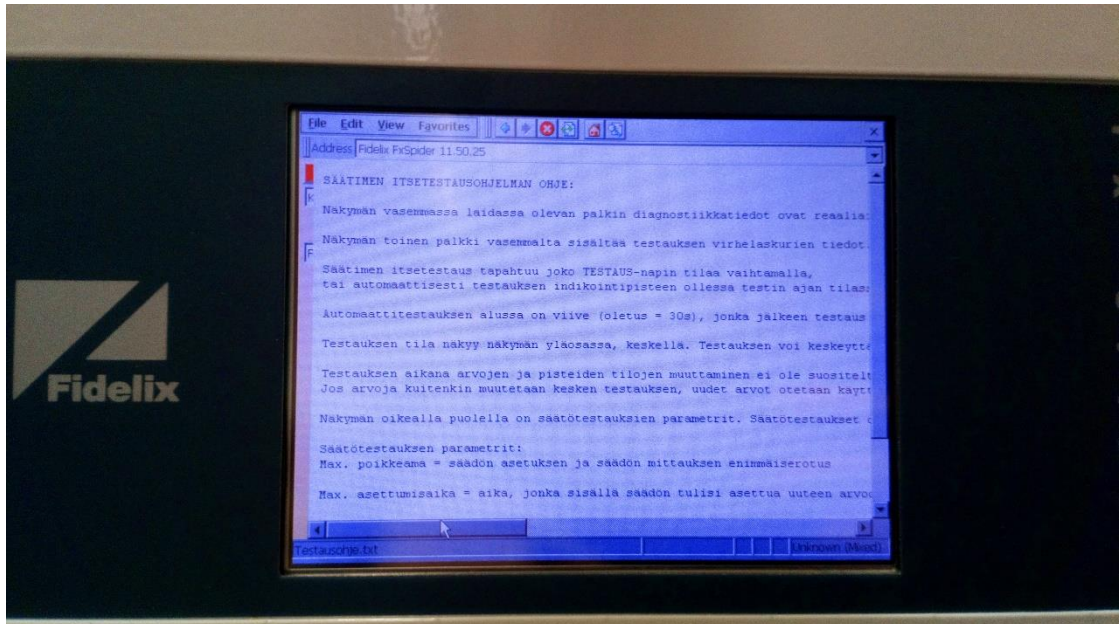 File Edit View Favorites
Address Fidelix FxSpider 11.50.25
SÄÄTIMEN ITSETESTAUSOHJELMAN OHJE:
Näkymän vasemmassa laidassa olevan palkin diagnostiikkatiedot ovat reaalia
Näkymän toinen palkki vasemmalta sisältää testauksen virhelaskurien tiedot.
Säätimen itsetestaus tapahtuu joko TESTAUS-napin tilaa vaihtamalla,
tai automaattisesti testauksen indikointipisteen ollessa testin ajan tilas
Automaattitestauksen alussa on viive (oletus = 30s), jonka jälkeen testaus
Testauksen tila näkyy näkymän yläosassa, keskellä. Testauksen voi keskeyttä
Testauksen aikana arvojen ja pisteiden tilojen muuttaminen ei ole suositelt
Jos arvoja kuitenkin muutetaan kesken testauksen, uudet arvot otetaan käytt
Näkymän oikealla puolella on säätötestauksien parametrit. Säätötestaukset
Säätötestauksen parametrit:
Max. poikkeama = säädön asetuksen ja säädön mittauksen enimmäiserotus
Max. asettumisaika = aika, jonka sisällä säädön tulisi asettua uuteen arvoo
Testausohje.txt
Unknown (Mixed)
Fidelix